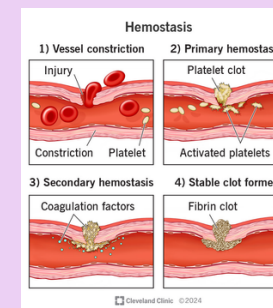 Hemostasis
1) Vessel constriction
Injury
Constriction Platelet
2) Primary hemostas
Platelet clot
Activated platelets
3) Secondary hemostasis
Coagulation factors
4) Stable clot forme
Fibrin clot
Cleveland Clinic ©2024